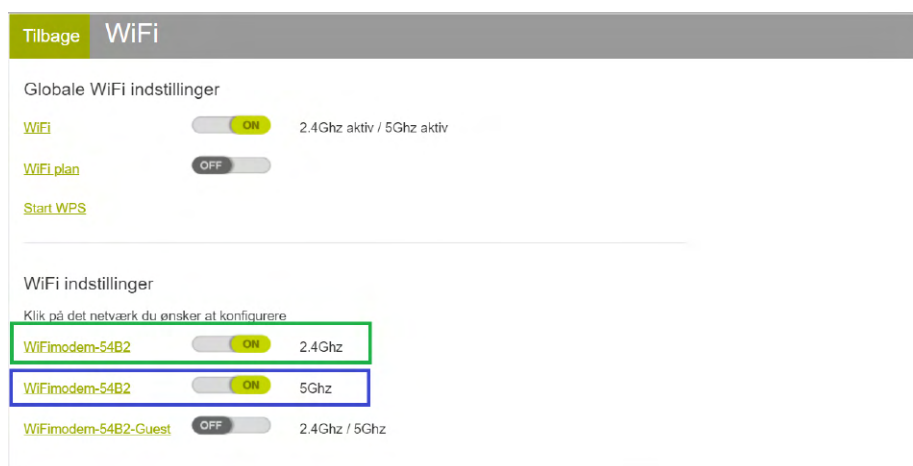 Tilbage WiFi
Globale WiFi indstillinger
WiFi ON 2.4Ghz aktiv / 5Ghz aktiv
WiFi plan OFF
Start WPS
WiFi indstillinger
Klik på det netværk du ønsker at konfigurere
WiFimodem-54B2 ON 2.4Ghz
WiFimodem-54B2 ON 5Ghz
WiFimodem-54B2-Guest OFF 2.4Ghz / 5Ghz